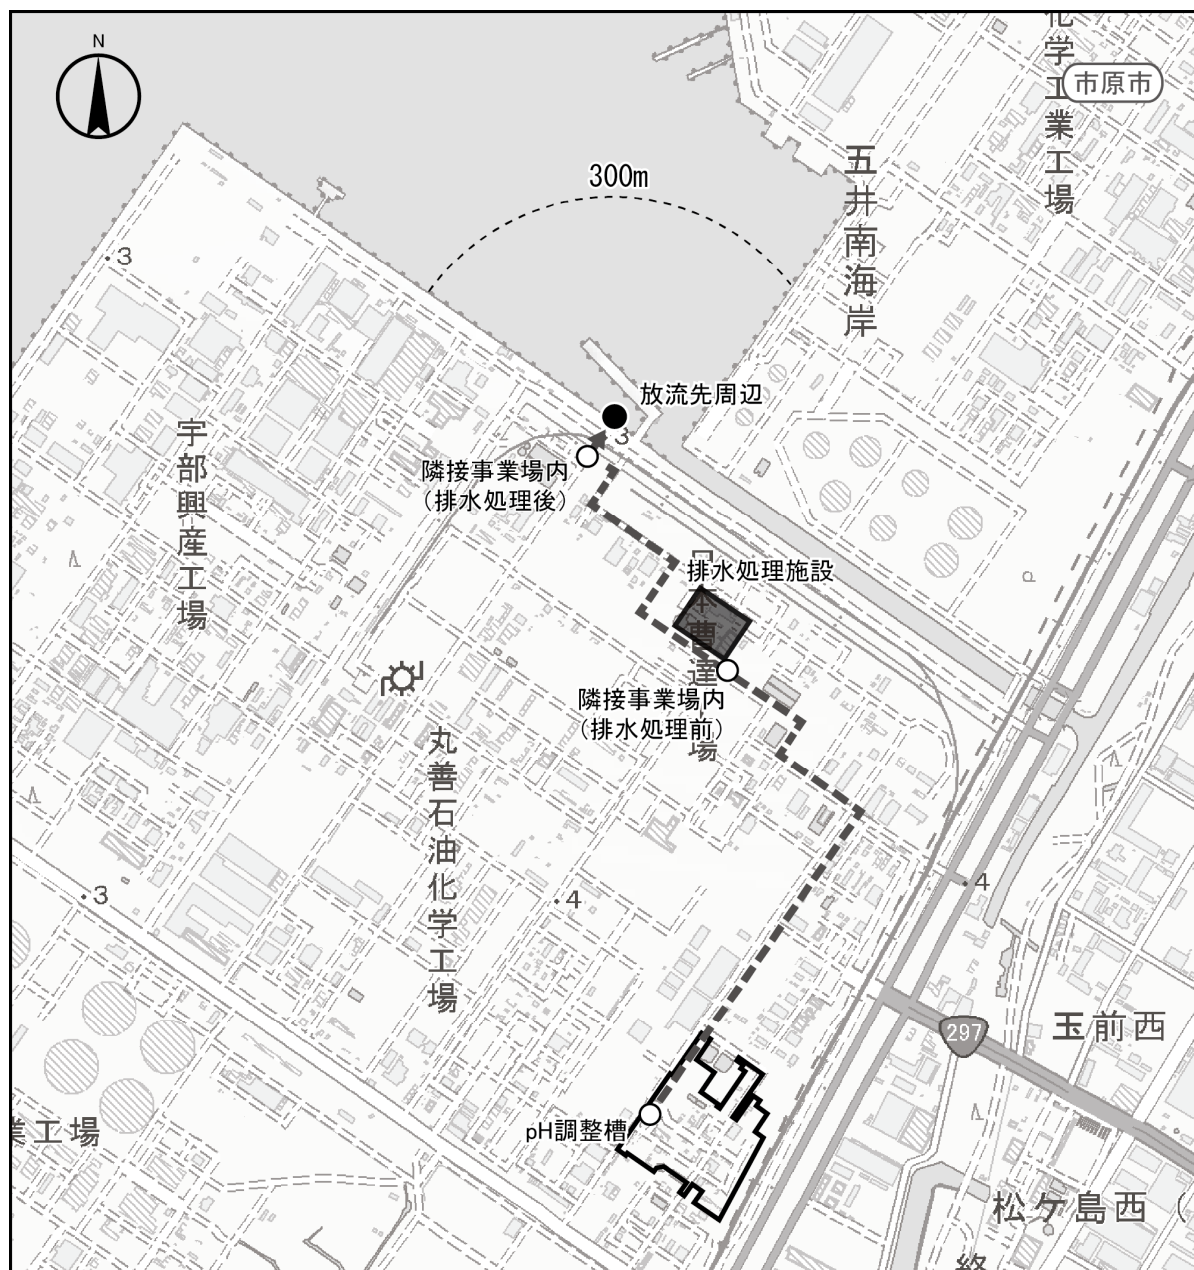 N
化学工業工場
市原市
300m
五井南海岸
3
放流先周辺
3
隣接事業場内
(排水処理後)
宇部興産工場
排水処理施設
隣接事業場内
(排水処理前)
丸善石油化学工場
3
4
4
297
玉前西
pH調整槽
業工場
松ケ島西(